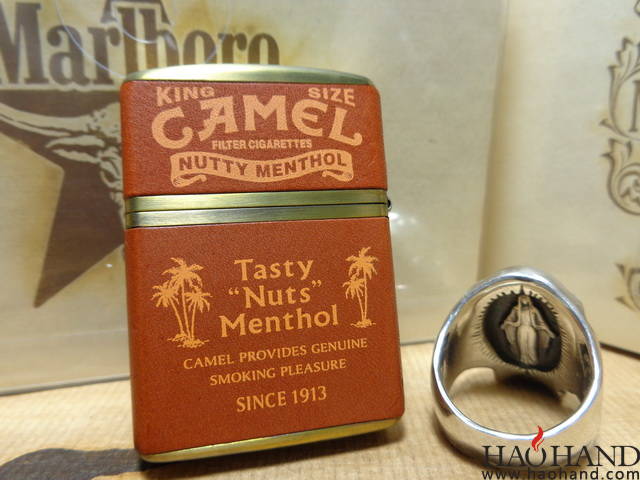 Marlboro
KING SIZE
CAMEL
FILTER CIGARETTES
NUTTY MENTHOL
Tasty
“Nuts”
Menthol
CAMEL PROVIDES GENUINE
SMOKING PLEASURE
SINCE 1913
HAOHAND
www.haohand.com